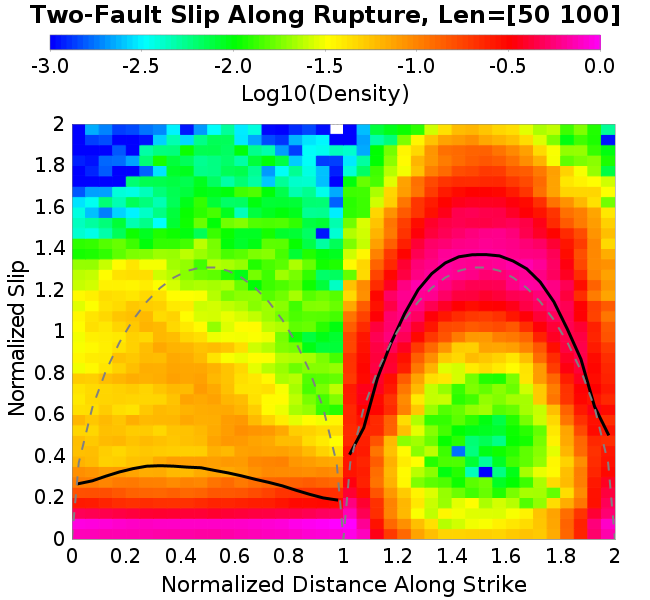 Two-Fault Slip Along Rupture, Len=[50 100]
-3.0 -2.5 -2.0 -1.5 -1.0 -0.5 0.0
Log10(Density)
2
1.8
1.6
1.4
1.2
1
0.8
0.6
0.4
0.2
0
Normalized Slip
0 0.2 0.4 0.6 0.8 1 1.2 1.4 1.6 1.8 2
Normalized Distance Along Strike